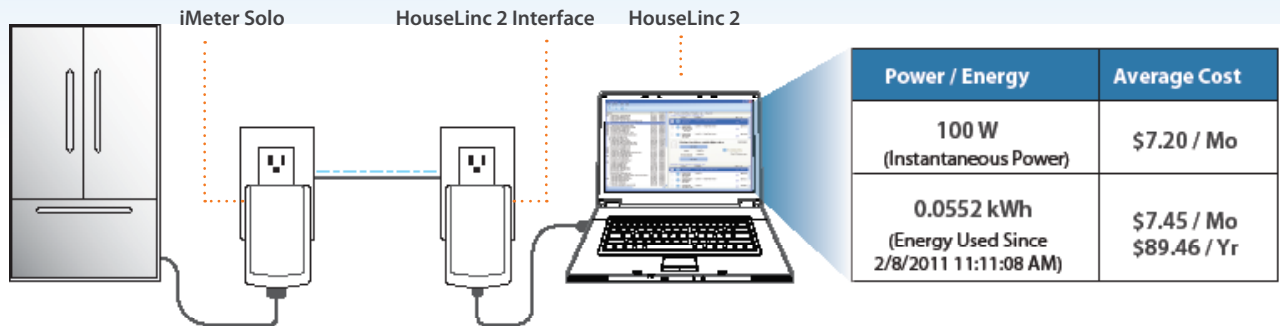 iMeter Solo
HouseLinc 2 Interface
HouseLinc 2
Power / Energy
Average Cost
100 W
(Instantaneous Power)
$7.20 / Mo
0.0552 kWh
(Energy Used Since
2/8/2011 11:11:08 AM)
$7.45 / Mo
$89.46 / Yr